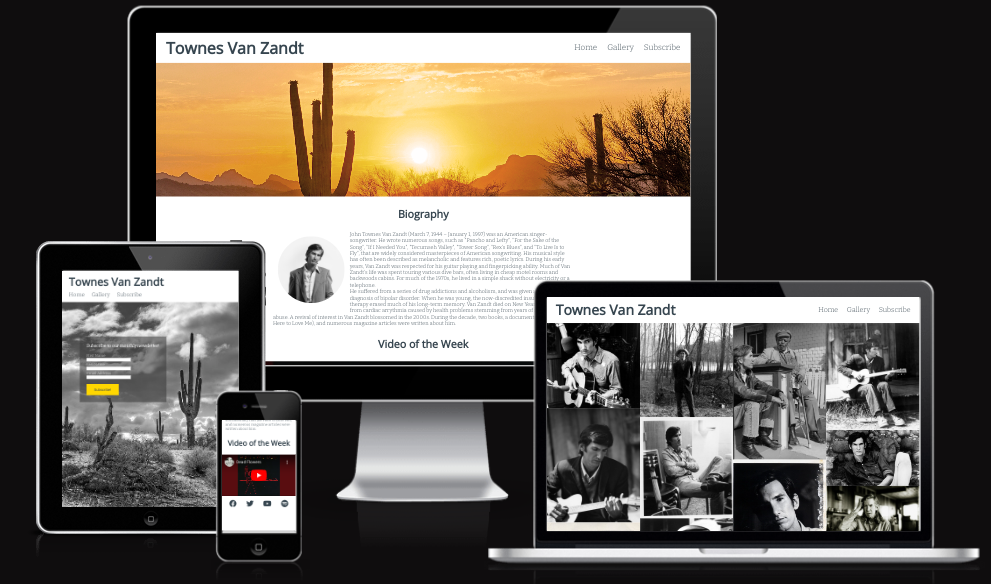 Townes Van Zandt
Home Gallery Subscribe
Biography
John Townes Van Zandt (March 7, 1944 – January 1, 1997) was an American singer-
songwriter. He wrote numerous songs, such as "Pancho and Lefty", "For the Sake of the
Song", "If I Needed You", "Tecumseh Valley", "Tower Song", "Rex's Blues", and "To Live Is to
Fly", that are widely considered masterpieces of American songwriting. His musical style
has often been described as melancholic and features rich, poetic lyrics. During his early
years, Van Zandt was respected for his guitar playing and fingerpicking ability. Much of Van
Zandt's life was spent touring various dive bars, often living in cheap motel rooms and
backwoods cabins. For much of the 1970s, he lived in a simple shack without electricity or a
telephone.
He suffered from a series of drug addictions and alcoholism, and was given a
diagnosis of bipolar disorder. When he was young, the now-discredited insu
therapy erased much of his long-term memory. Van Zandt died on New Year
from cardiac arrythmia caused by health problems stemming from years of
abuse. A revival of interest in Van Zandt blossomed in the 2000s. During the decade, two books, a document
Here to Love Me), and numerous magazine articles were written about him.
Video of the Week
Townes Van Zandt
Home Gallery Subscribe
Subscribe to our monthly newsletter
Subscribe
Video of the Week
Townes Van Zandt
Home Gallery Subscribe